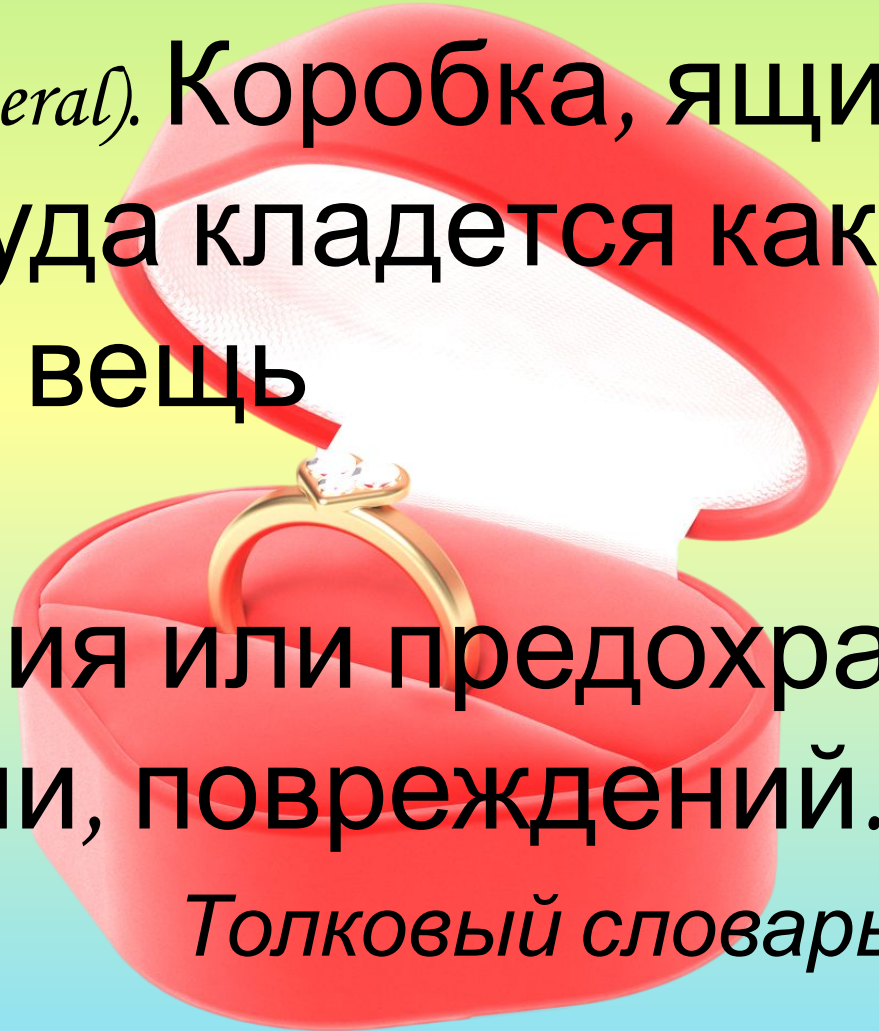 eral). Коробка, ящи
уда кладется как
вещь
ия или предохра
и, повреждений.
Толковый словарь